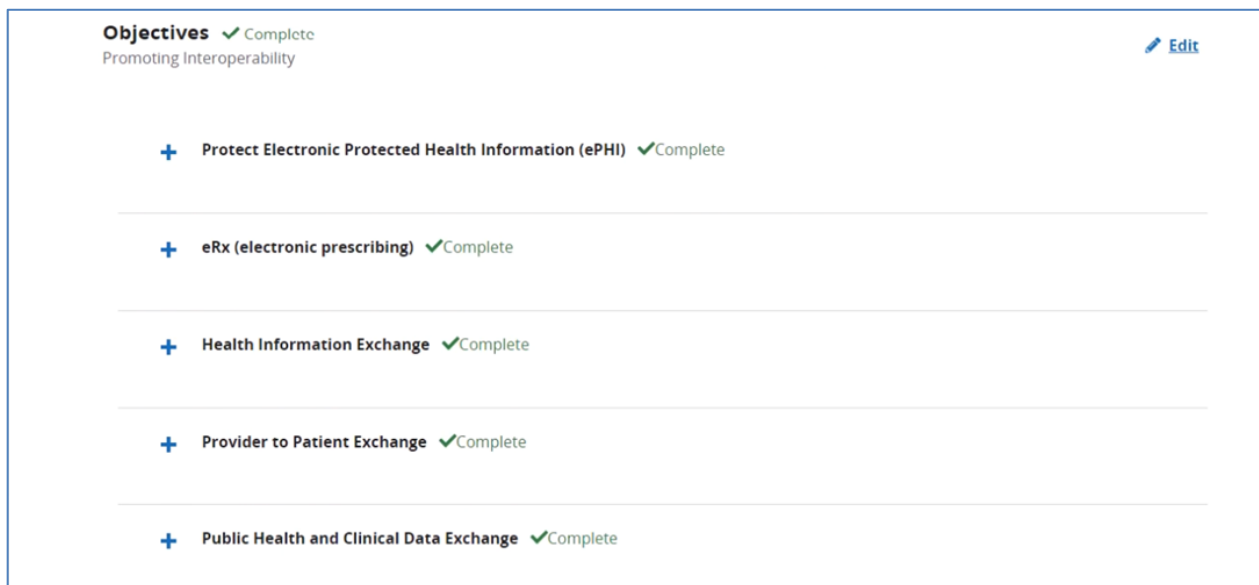 Objectives Complete
Promoting Interoperability
Edit
Protect Electronic Protected Health Information (ePHI) Complete
eRx (electronic prescribing) Complete
Health Information Exchange Complete
Provider to Patient Exchange Complete
Public Health and Clinical Data Exchange Complete